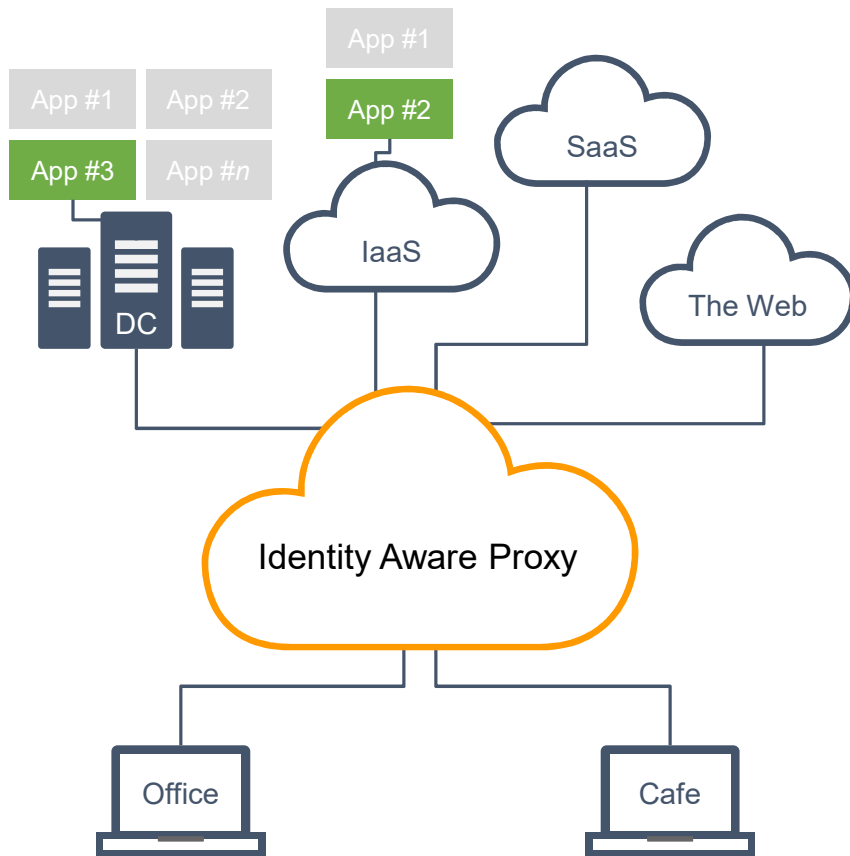 App #1
App #1
App #2
App #2
App #3
App #n
SaaS
IaaS
The Web
DC
Identity Aware Proxy
Office
Cafe